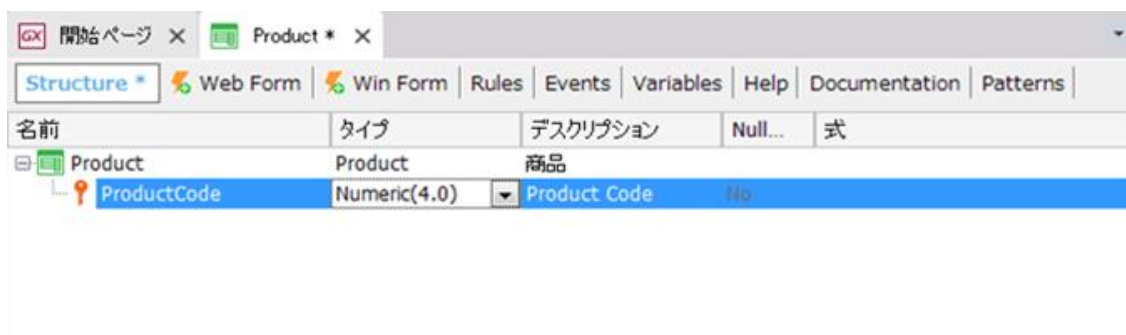 GX 開始ページ × Product * ×
Structure * Web Form Win Form Rules Events Variables Help Documentation Patterns
名前 タイプ デスクリプション Null... 式
Product Product 商品
ProductCode Numeric(4.0) Product Code No